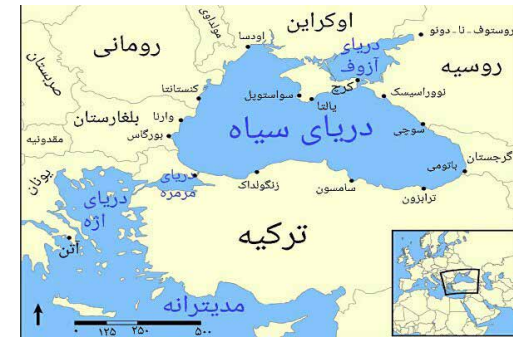 اوکراین
مولداوی
رومانی
اودسا
دریای
آزوف
روستوف-نا-دونو
روسیه
صربستان
کنستانتا
سواستوپل
کرچ
یالتا
نووراسیسک
وارنا
بلغارستان
بورگاس
دریای سیاه
سوچی
مقدونیه
گرجستان
باتومی
یونان
دریای
مرمره
زنگولداک
سامسون
ترابزون
دریای
اژه
ترکیه
آتن
مدیترانه
۰ ۱۲۵ ۲۵۰ ۵۰۰